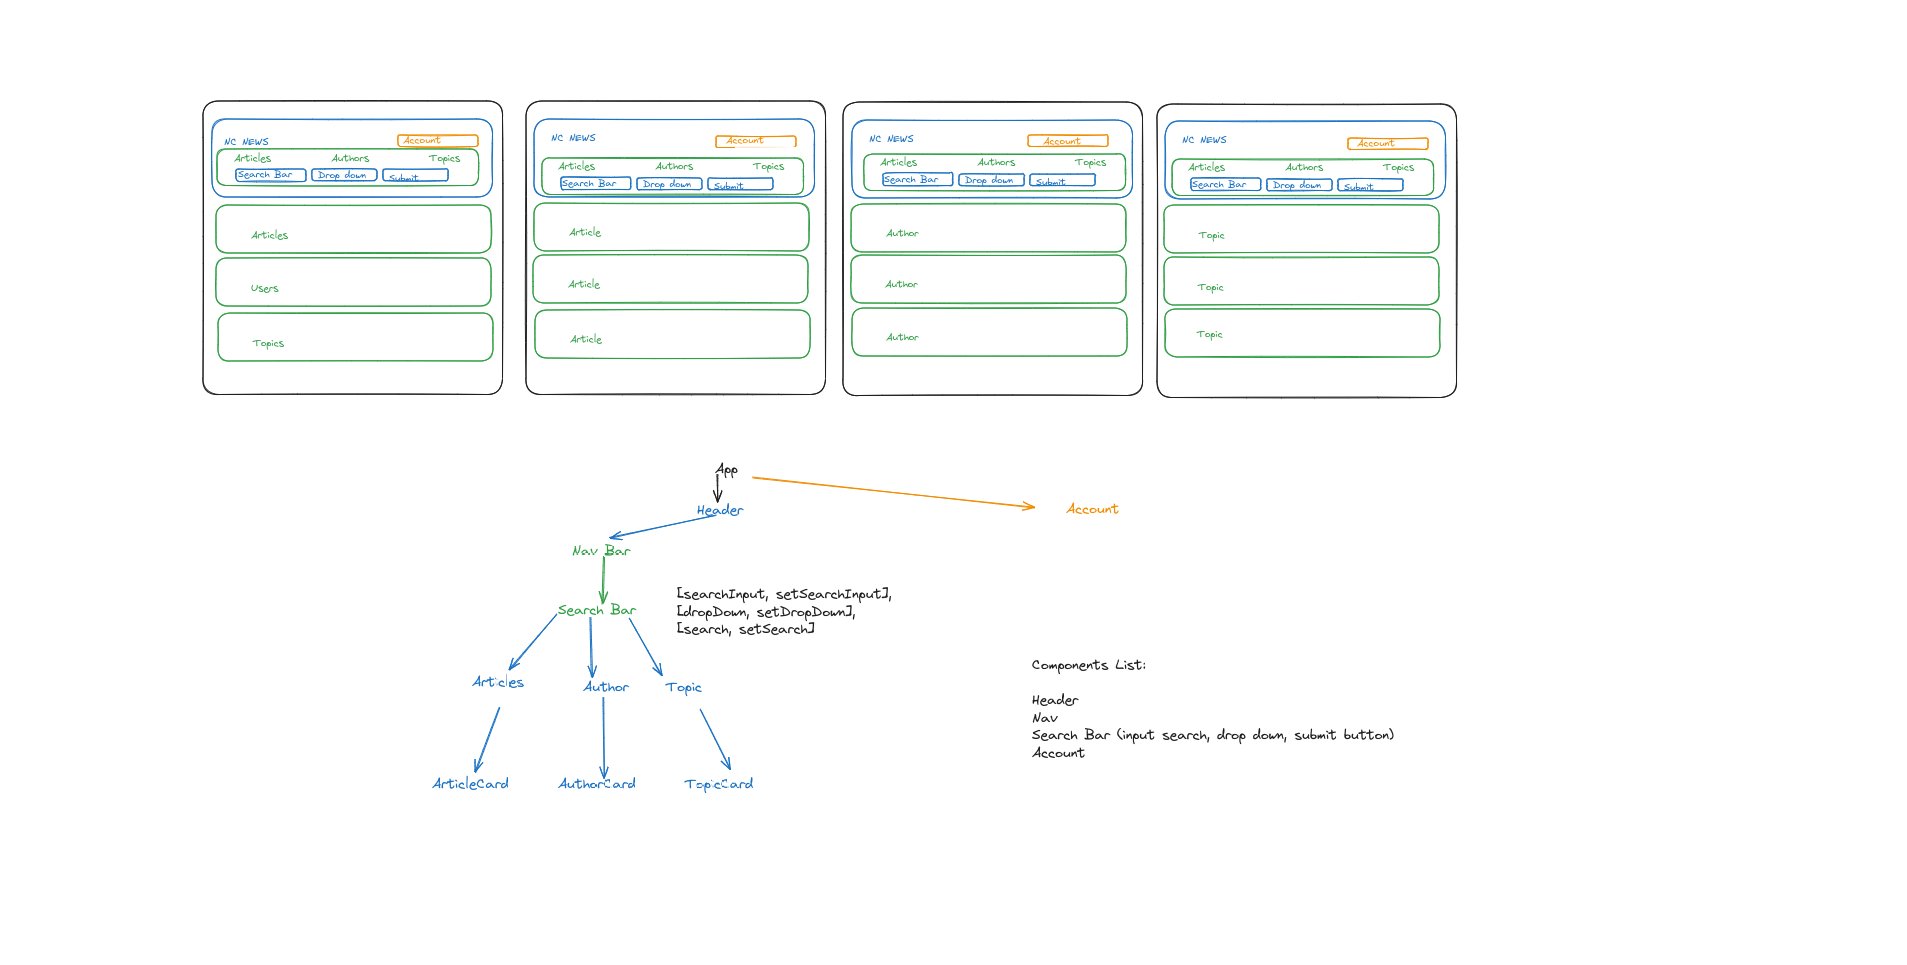 NC NEWS
Account
Articles Authors Topics
Search Bar Drop down Submit
Articles
Users
Topics
NC NEWS
Account
Articles Authors Topics
Search Bar Drop down Submit
Article
Article
Article
NC NEWS
Account
Articles Authors Topics
Search Bar Drop down Submit
Author
Author
Author
NC NEWS
Account
Articles Authors Topics
Search Bar Drop down Submit
Topic
Topic
Topic
App
Header
Account
Nav Bar
Search Bar
[searchInput, setSearchInput],
[dropDown, setDropDown],
[search, setSearch]
Articles Author Topic
ArticleCard AuthorCard TopicCard
Components List:
Header
Nav
Search Bar (input search, drop down, submit button)
Account